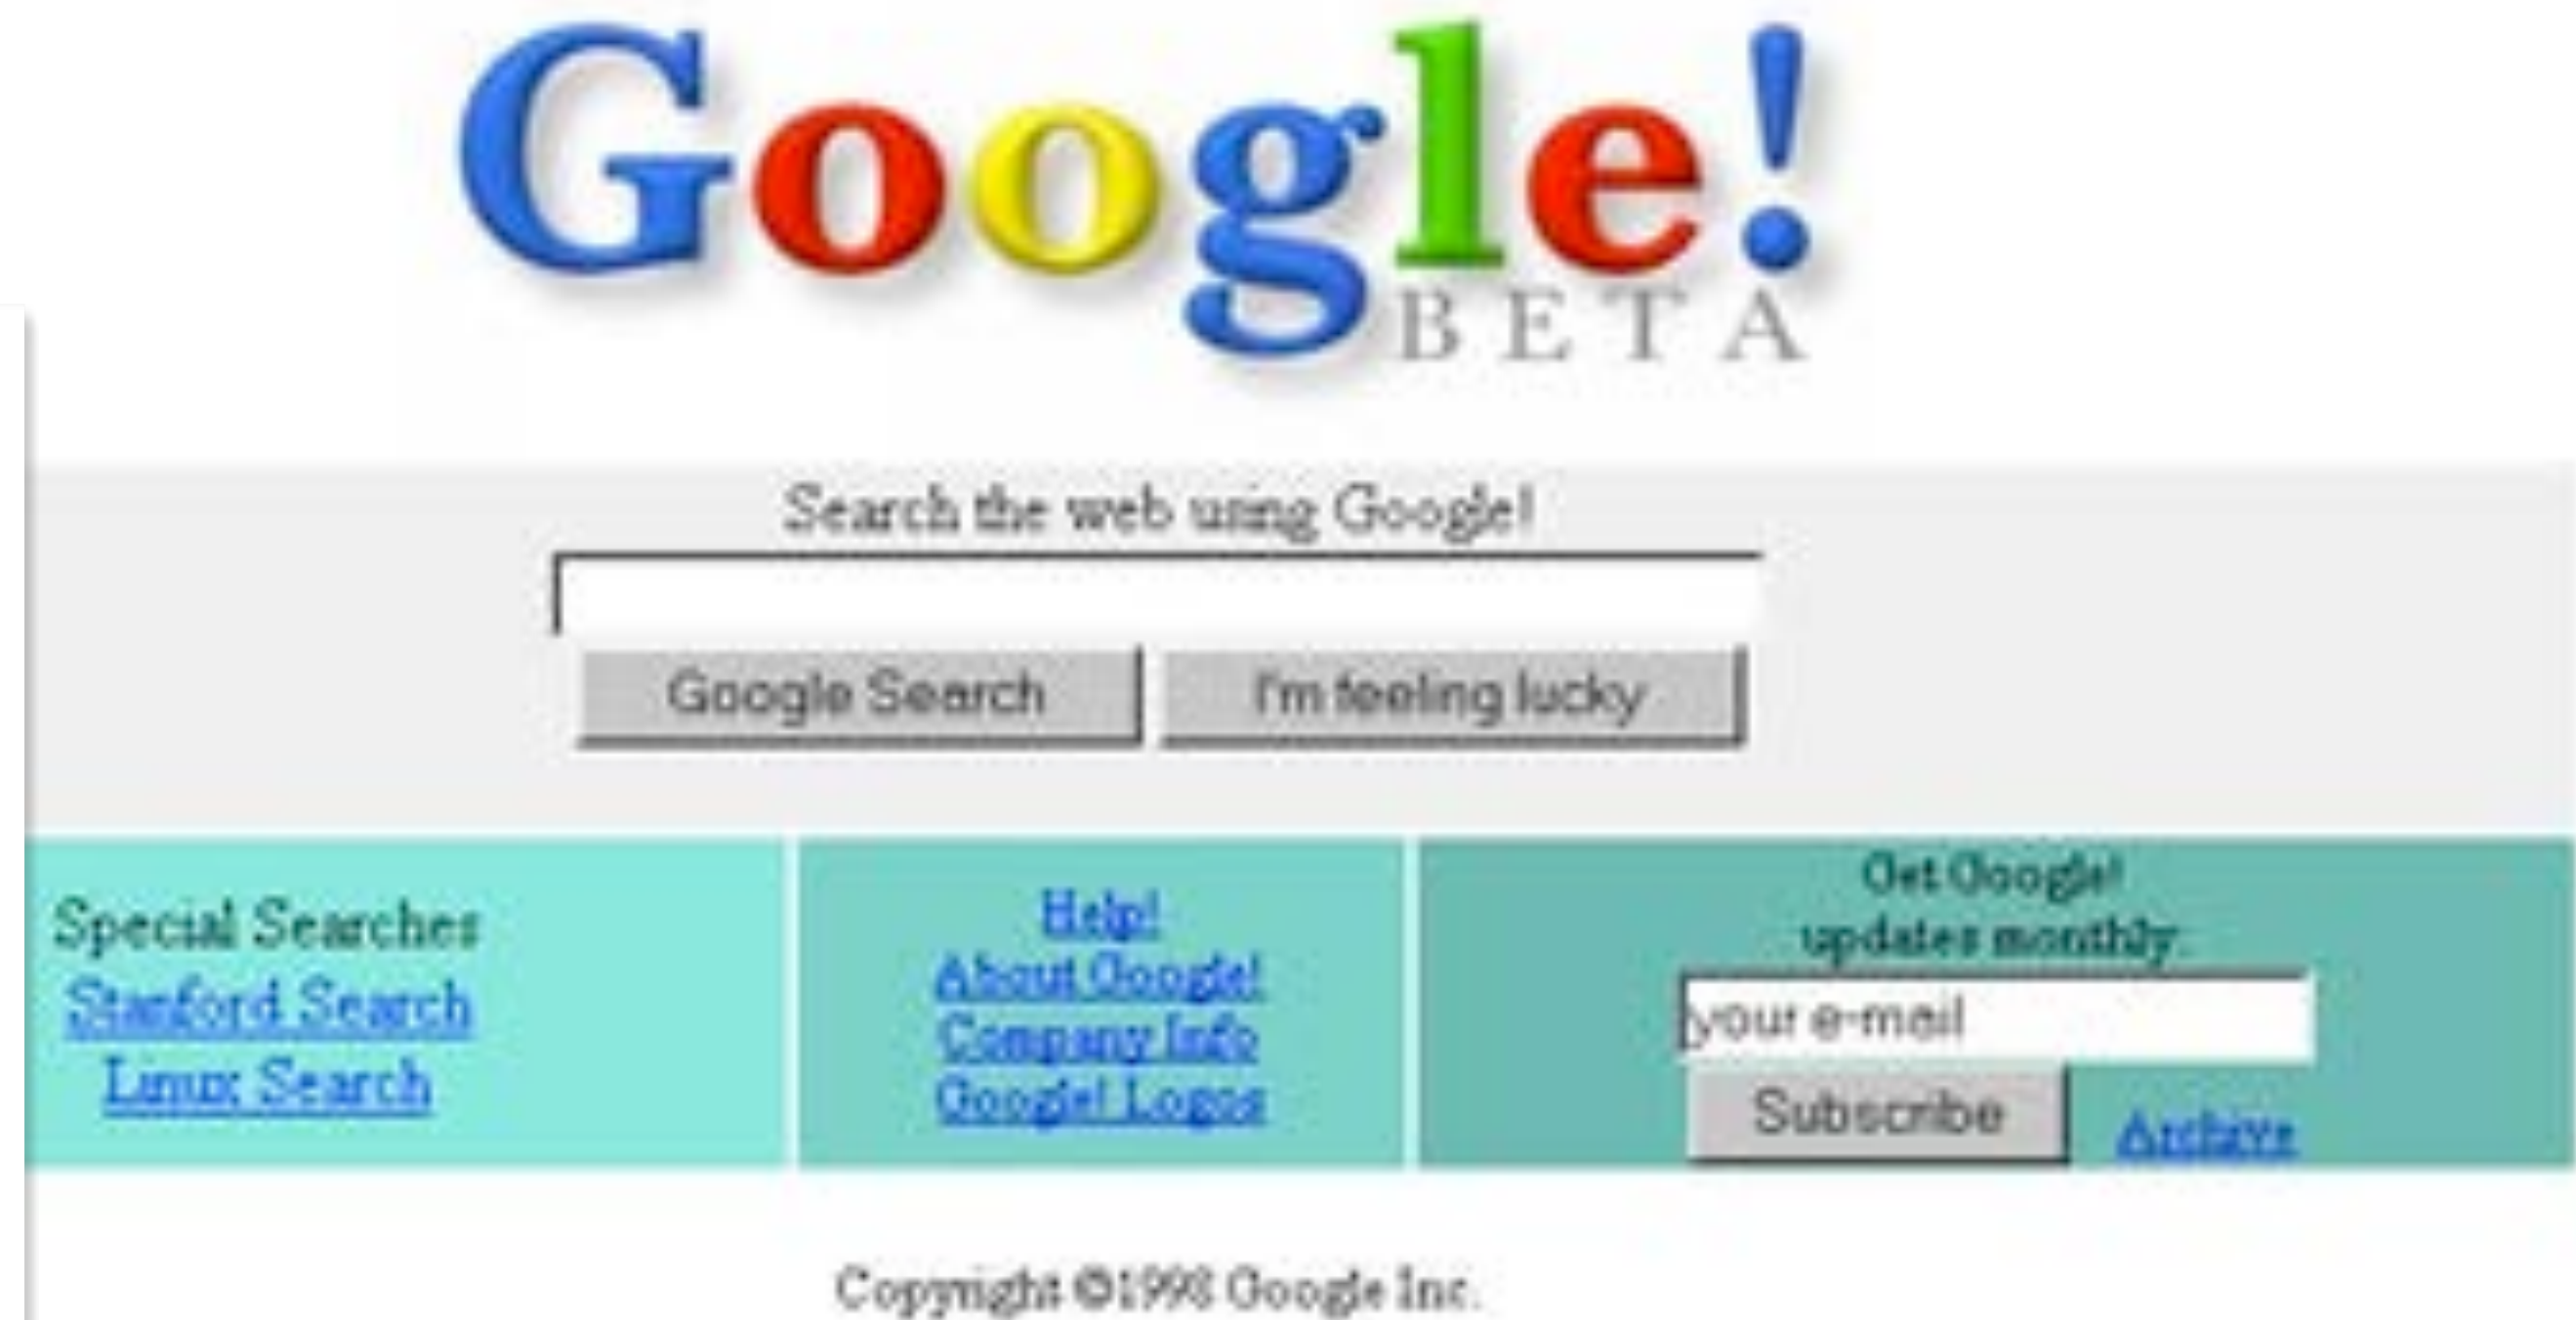 Google!
BETA
Search the web using Google!
Google Search
I'm feeling lucky
Special Searches
Stanford Search
Linux Search
Help!
About Google!
Company Info
Google! Logos
Get Google!
updates monthly.
your e-mail
Subscribe
Archive
Copyright ©1998 Google Inc.